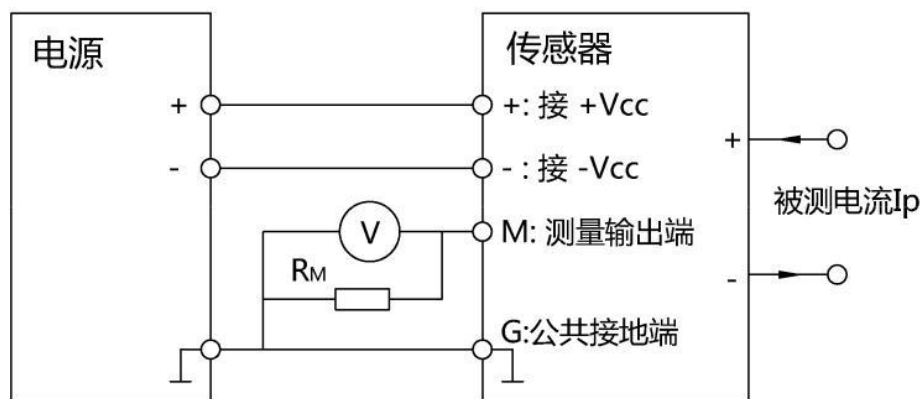 电源
传感器
+
+: 接 +Vcc
-
- : 接 -Vcc
+
被测电流Ip
-
V
M: 测量输出端
RM
G:公共接地端